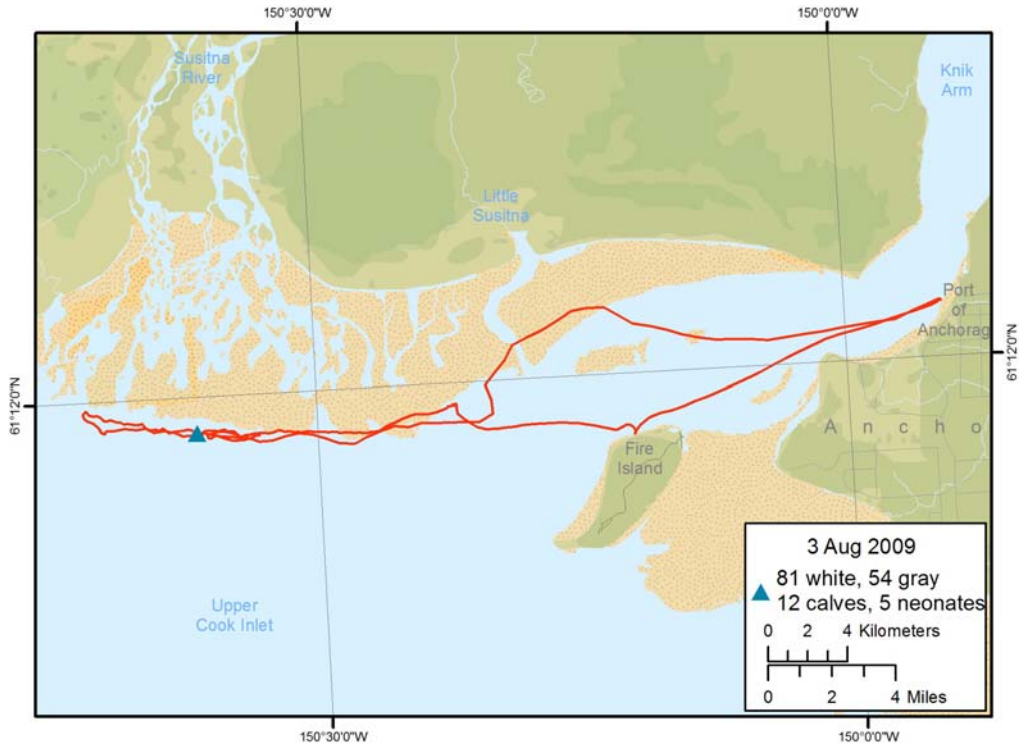 150°30'0"W
150°0'0"W
Susitna
River
Knik
Arm
Little
Susitna
Port
of
Anchorag
61°12'0"N
61°12'0"N
Ancho
Fire
Island
3 Aug 2009
81 white, 54 gray
12 calves, 5 neonates
0 2 4 Kilometers
0 2 4 Miles
Upper
Cook Inlet
150°30'0"W
150°0'0"W